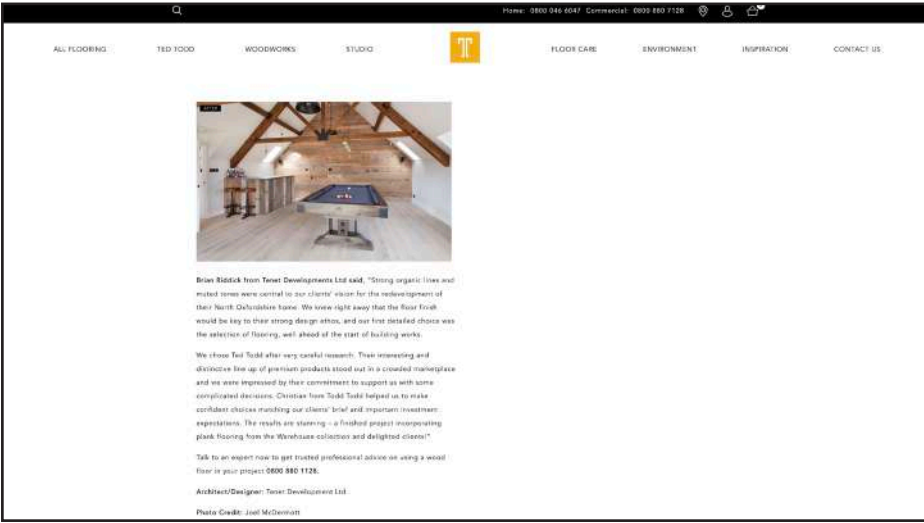 Home: 0800 046 6047 Commercial: 0800 880 7128
ALL FLOORING TED TODD WOODWORKS STUDIO FLOOR CARE ENVIRONMENT INSPIRATION CONTACT US
AFTER
Brian Riddick from Tenet Developments Ltd said, "Strong organic lines and
muted tones were central to our clients' vision for the redevelopment of
their North Oxfordshire home. We knew right away that the floor finish
would be key to their strong design ethos, and our first detailed choice was
the selection of flooring, well ahead of the start of building works.
We chose Ted Todd after very careful research. Their interesting and
distinctive line up of premium products stood out in a crowded marketplace
and we were impressed by their commitment to support us with some
complicated decisions. Christian from Todd Todd helped us to make
confident choices matching our clients' brief and important investment
expectations. The results are stunning – a finished project incorporating
plank flooring from the Warehouse collection and delighted clients!"
Talk to an expert now to get trusted professional advice on using a wood
floor in your project 0800 880 1128.
Architect/Designer: Tenet Development Ltd
Photo Credit: Joel McDermott